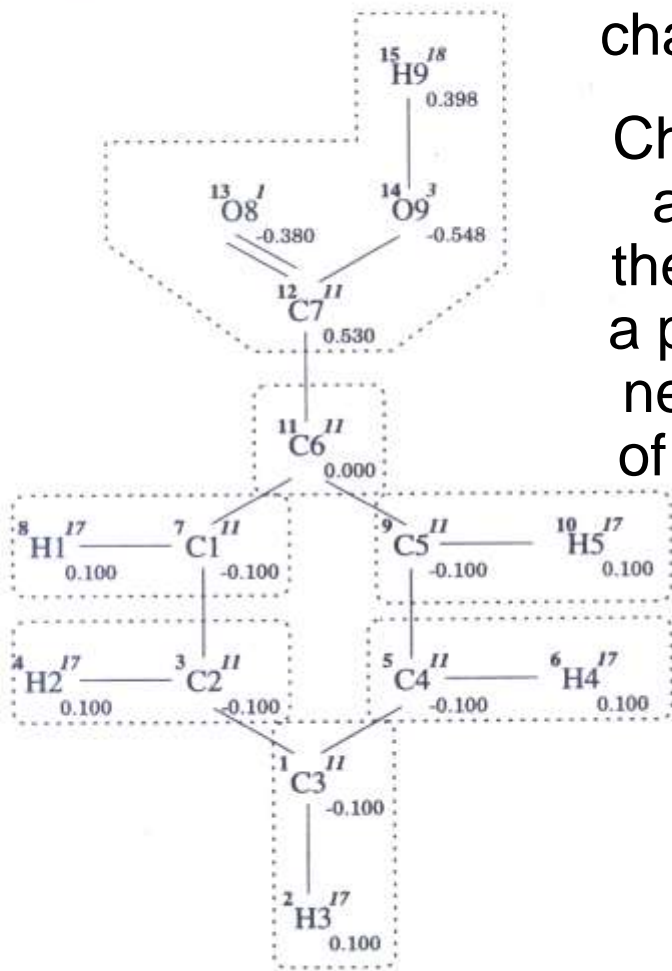 cha
15 H9 18
0.398
Ch
a
the
a p
ne
of
13 O8 1
-0.380
14 O9 3
-0.548
12 C7 11
0.530
11 C6 11
0.000
8 H1 17
0.100
7 C1 11
-0.100
9 C5 11
-0.100
10 H5 17
0.100
4 H2 17
0.100
3 C2 11
-0.100
5 C4 11
-0.100
6 H4 17
0.100
1 C3 11
-0.100
2 H3 17
0.100